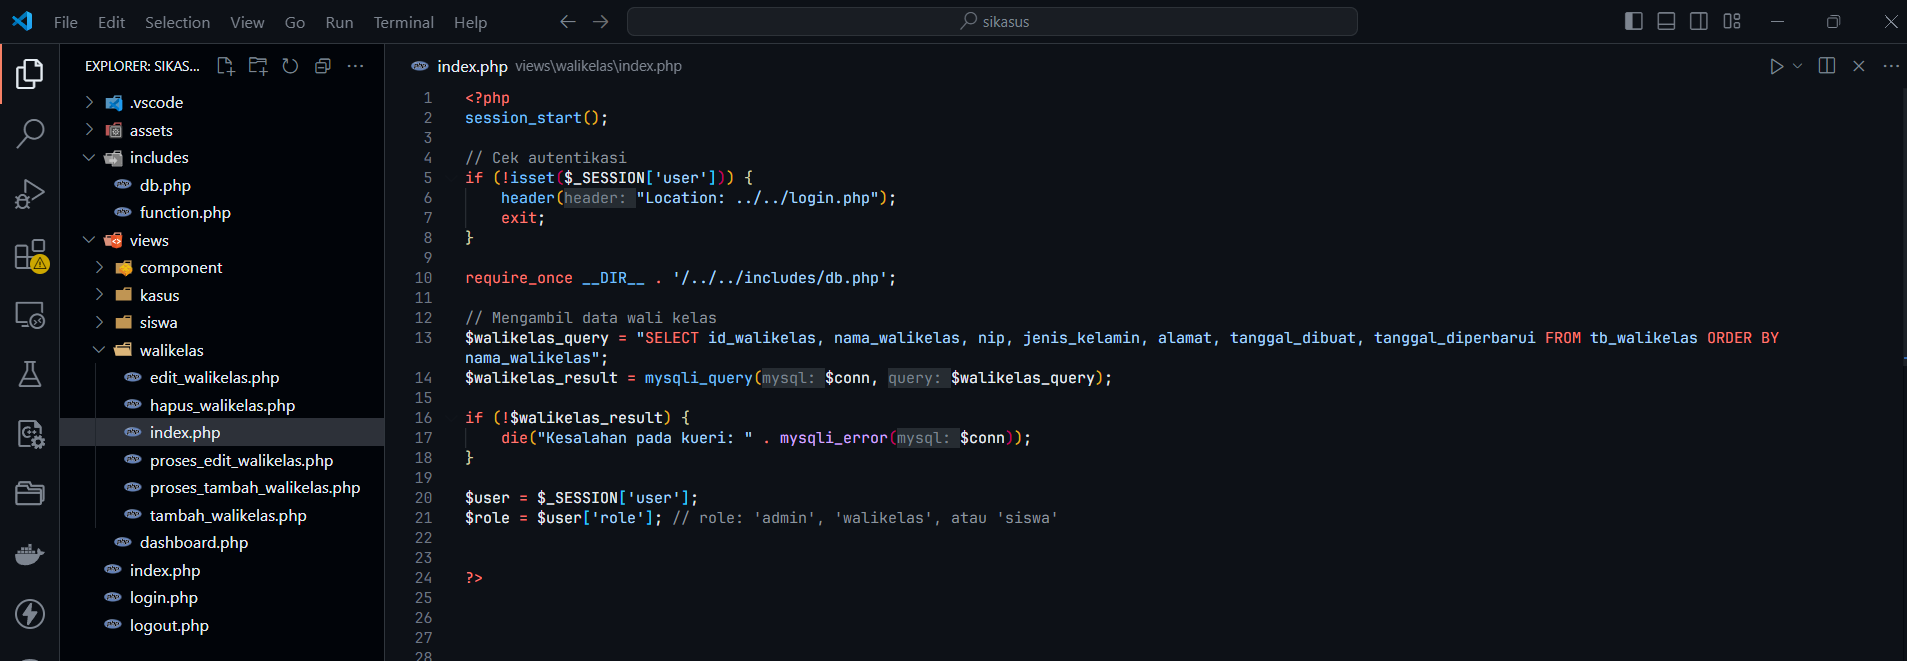 File Edit Selection View Go Run Terminal Help
sikasus
EXPLORER: SIKAS...
.vscode
assets
includes
db.php
function.php
views
component
kasus
siswa
walikelas
edit_walikelas.php
hapus_walikelas.php
index.php
proses_edit_walikelas.php
proses_tambah_walikelas.php
tambah_walikelas.php
dashboard.php
index.php
login.php
logout.php
index.php views\walikelas\index.php
1 <?php
2 session_start();
3
4 // Cek autentikasi
5 if (!isset($_SESSION['user'])) {
6 header(header: "Location: ../../login.php");
7 exit;
8 }
9
10 require_once __DIR__ . '/../../includes/db.php';
11
12 // Mengambil data wali kelas
13 $walikelas_query = "SELECT id_walikelas, nama_walikelas, nip, jenis_kelamin, alamat, tanggal_dibuat, tanggal_diperbarui FROM tb_walikelas ORDER BY
nama_walikelas";
14 $walikelas_result = mysqli_query(mysql: $conn, query: $walikelas_query);
15
16 if (!$walikelas_result) {
17 die("Kesalahan pada kueri: " . mysqli_error(mysql: $conn));
18 }
19
20 $user = $_SESSION['user'];
21 $role = $user['role']; // role: 'admin', 'walikelas', atau 'siswa'
22
23
24 ?>
25
26
27
28